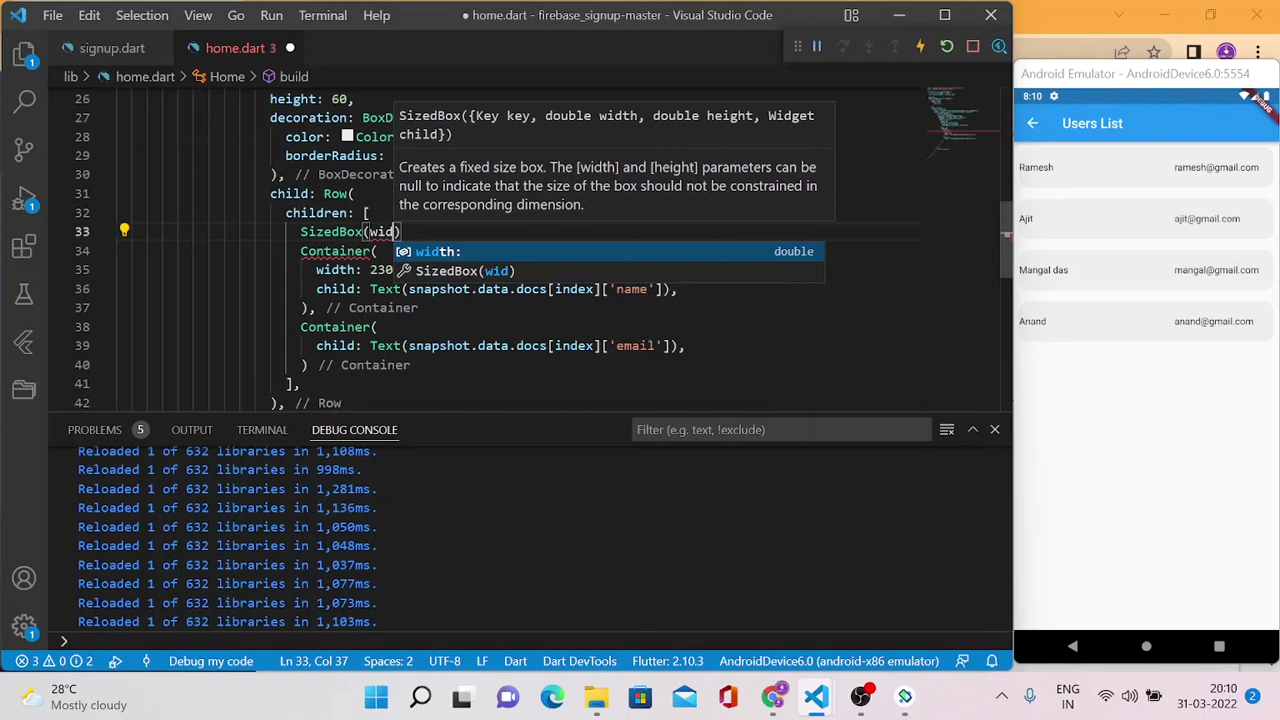 File Edit Selection View Go Run Terminal Help
● home.dart - firebase_signup-master - Visual Studio Code
signup.dart
home.dart 3 ●
lib > home.dart > Home > build
26 height: 60,
27 decoration: BoxD
28 color: Color
29 borderRadius:
30 ), // BoxDecorat
31 child: Row(
32 children: [
33 SizedBox(wid)
34 Container(
35 width: 230
36 child: Text(snapshot.data.docs[index]['name']),
37 ), // Container
38 Container(
39 child: Text(snapshot.data.docs[index]['email']),
40 ) // Container
41 ],
42 ), // Row
SizedBox({Key key, double width, double height, Widget
child})
Creates a fixed size box. The [width] and [height] parameters can be
null to indicate that the size of the box should not be constrained in
the corresponding dimension.
width: double
SizedBox(wid)
PROBLEMS 5 OUTPUT TERMINAL DEBUG CONSOLE
Filter (e.g. text, !exclude)
Reloaded 1 of 632 libraries in 1,108ms.
Reloaded 1 of 632 libraries in 998ms.
Reloaded 1 of 632 libraries in 1,281ms.
Reloaded 1 of 632 libraries in 1,136ms.
Reloaded 1 of 632 libraries in 1,050ms.
Reloaded 1 of 632 libraries in 1,048ms.
Reloaded 1 of 632 libraries in 1,037ms.
Reloaded 1 of 632 libraries in 1,077ms.
Reloaded 1 of 632 libraries in 1,073ms.
Reloaded 1 of 632 libraries in 1,103ms.
>
1
1
1
3 0 2 Debug my code Ln 33, Col 37 Spaces: 2 UTF-8 LF Dart Dart DevTools Flutter: 2.10.3 AndroidDevice6.0 (android-x86 emulator)
Android Emulator - AndroidDevice6.0:5554
8:10
DEBUG
Users List
Ramesh ramesh@gmail.com
Ajit ajit@gmail.com
Mangal das mangal@gmail.com
Anand anand@gmail.com
28°C
Mostly cloudy
ENG
IN
20:10
31-03-2022
2